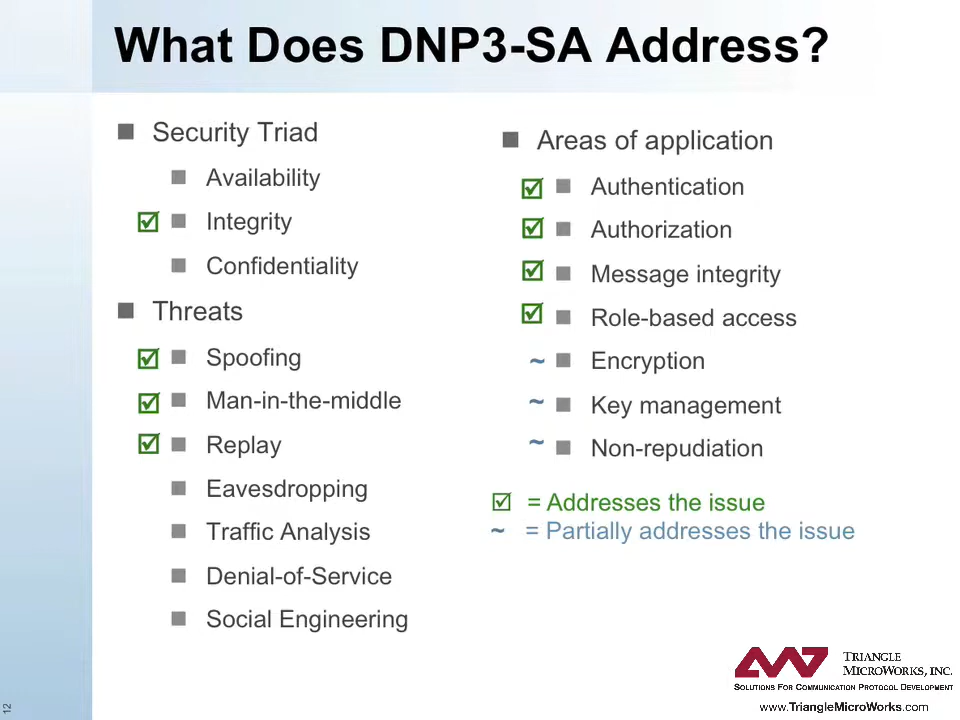 What Does DNP3-SA Address?
Security Triad
Availability
☑ Integrity
Confidentiality
Threats
☑ Spoofing
☑ Man-in-the-middle
☑ Replay
Eavesdropping
Traffic Analysis
Denial-of-Service
Social Engineering
Areas of application
☑ Authentication
☑ Authorization
☑ Message integrity
☑ Role-based access
~ Encryption
~ Key management
~ Non-repudiation
☑ = Addresses the issue
~ = Partially addresses the issue
TRIANGLE
MICROWORKS, INC.
SOLUTIONS FOR COMMUNICATION PROTOCOL DEVELOPMENT
www.TriangleMicroWorks.com
12